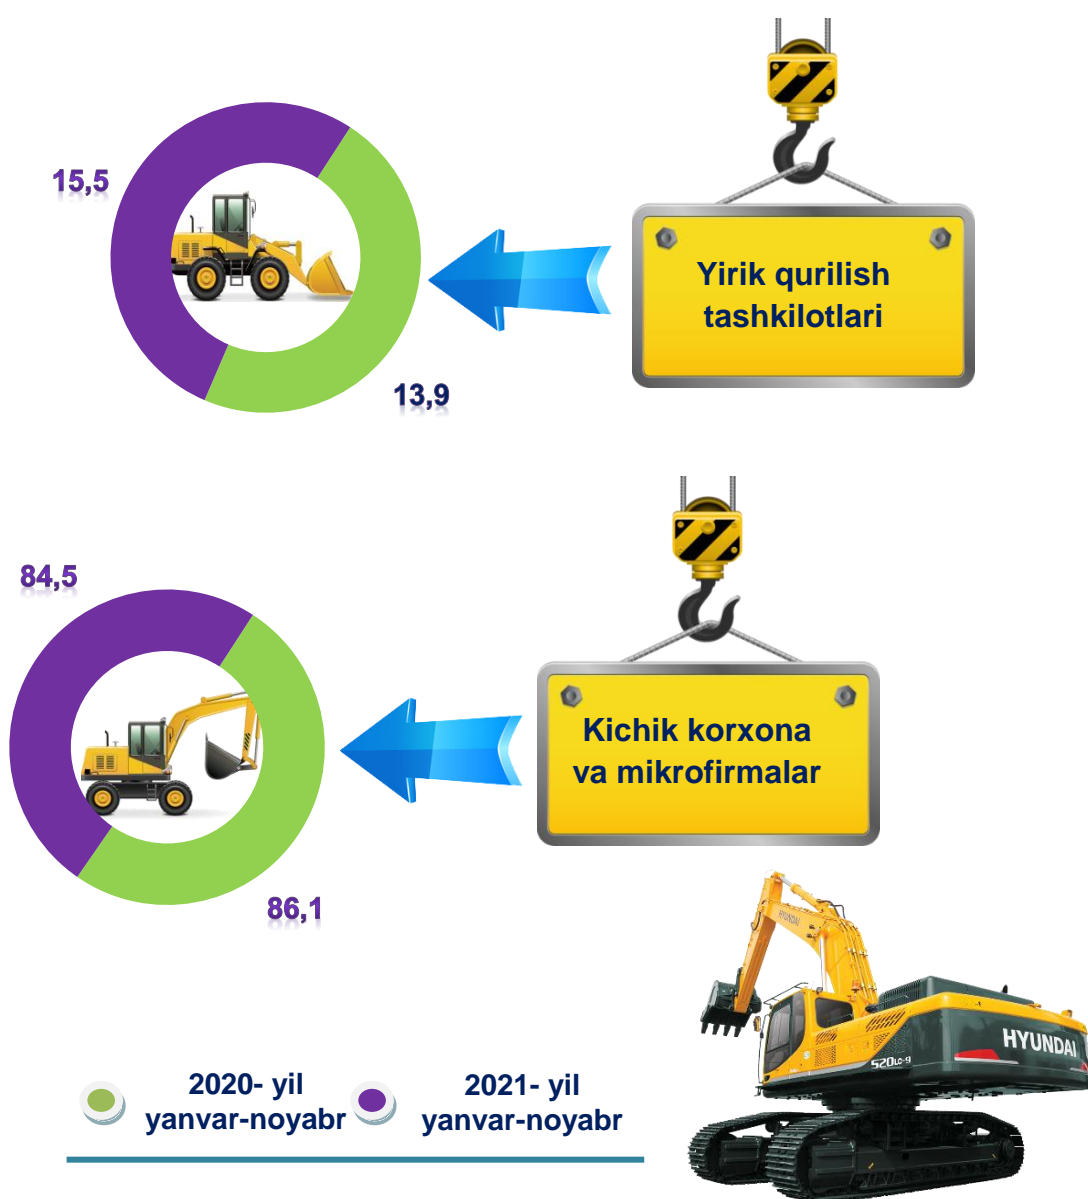 15,5
Yirik qurilish
tashkilotlari
13,9
84,5
Kichik korxona
va mikrofirmalar
86,1
HYUNDAI
HYUNDAI
520LC-9
2020- yil
yanvar-noyabr
2021- yil
yanvar-noyabr